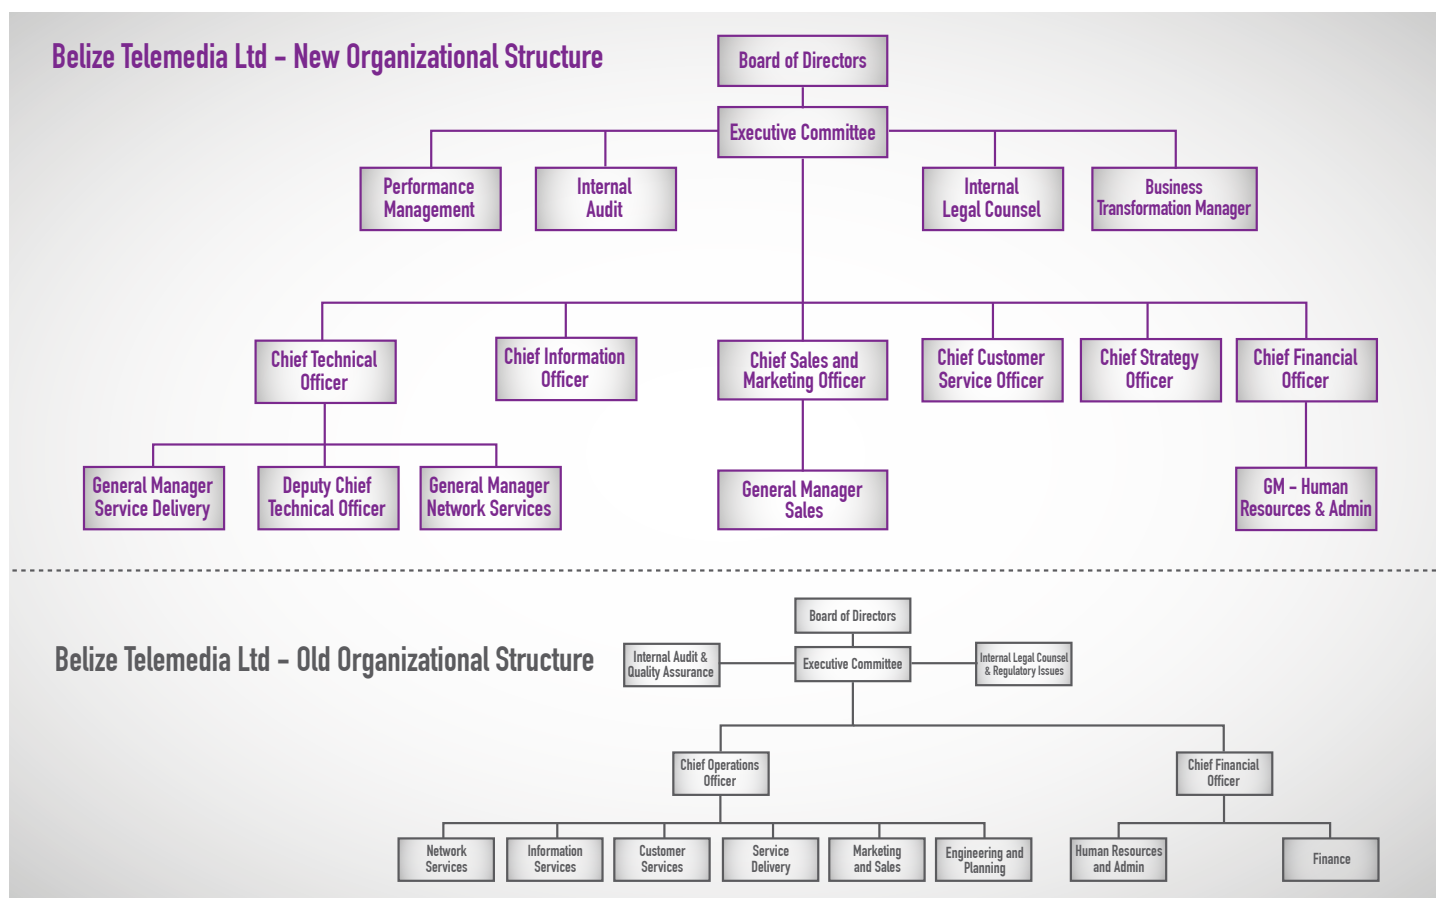 Belize Telemedia Ltd - New Organizational Structure
Board of Directors
Executive Committee
Performance
Management
Internal
Audit
Internal
Legal Counsel
Business
Transformation Manager
Chief Technical
Officer
Chief Information
Officer
Chief Sales and
Marketing Officer
Chief Customer
Service Officer
Chief Strategy
Officer
Chief Financial
Officer
General Manager
Service Delivery
Deputy Chief
Technical Officer
General Manager
Network Services
General Manager
Sales
GM - Human
Resources & Admin
Belize Telemedia Ltd - Old Organizational Structure
Board of Directors
Internal Audit &
Quality Assurance
Executive Committee
Internal Legal Counsel
& Regulatory Issues
Chief Operations
Officer
Chief Financial
Officer
Network
Services
Information
Services
Customer
Services
Service
Delivery
Marketing
and Sales
Engineering and
Planning
Human Resources
and Admin
Finance